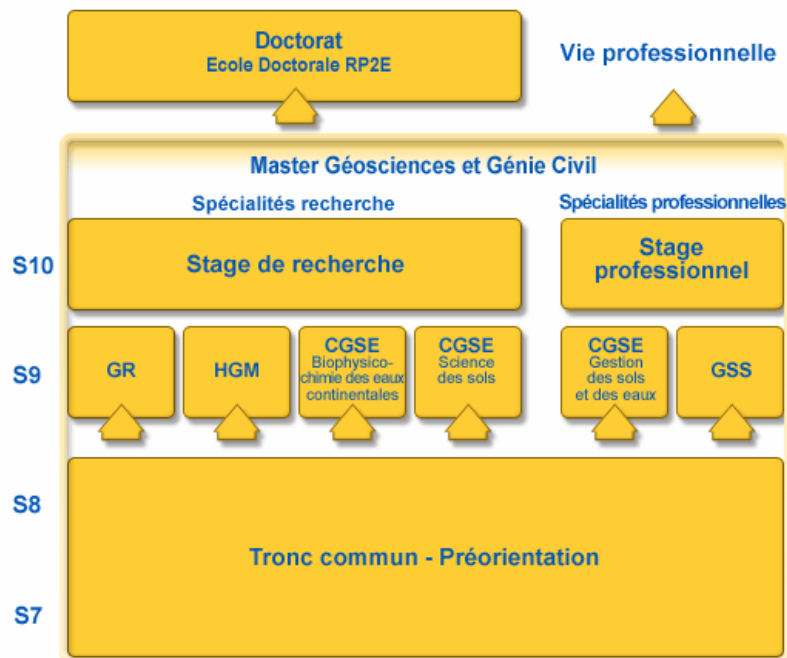 Doctorat
Ecole Doctorale RP2E
Vie professionnelle
Master Géosciences et Génie Civil
Spécialités recherche
Spécialités professionnelles
S10
Stage de recherche
Stage
professionnel
S9
GR
HGM
CGSE
Biophysico-
chimie des eaux
continentales
CGSE
Science
des sols
CGSE
Gestion
des sols
et des eaux
GSS
S8
Tronc commun - Préorientation
S7